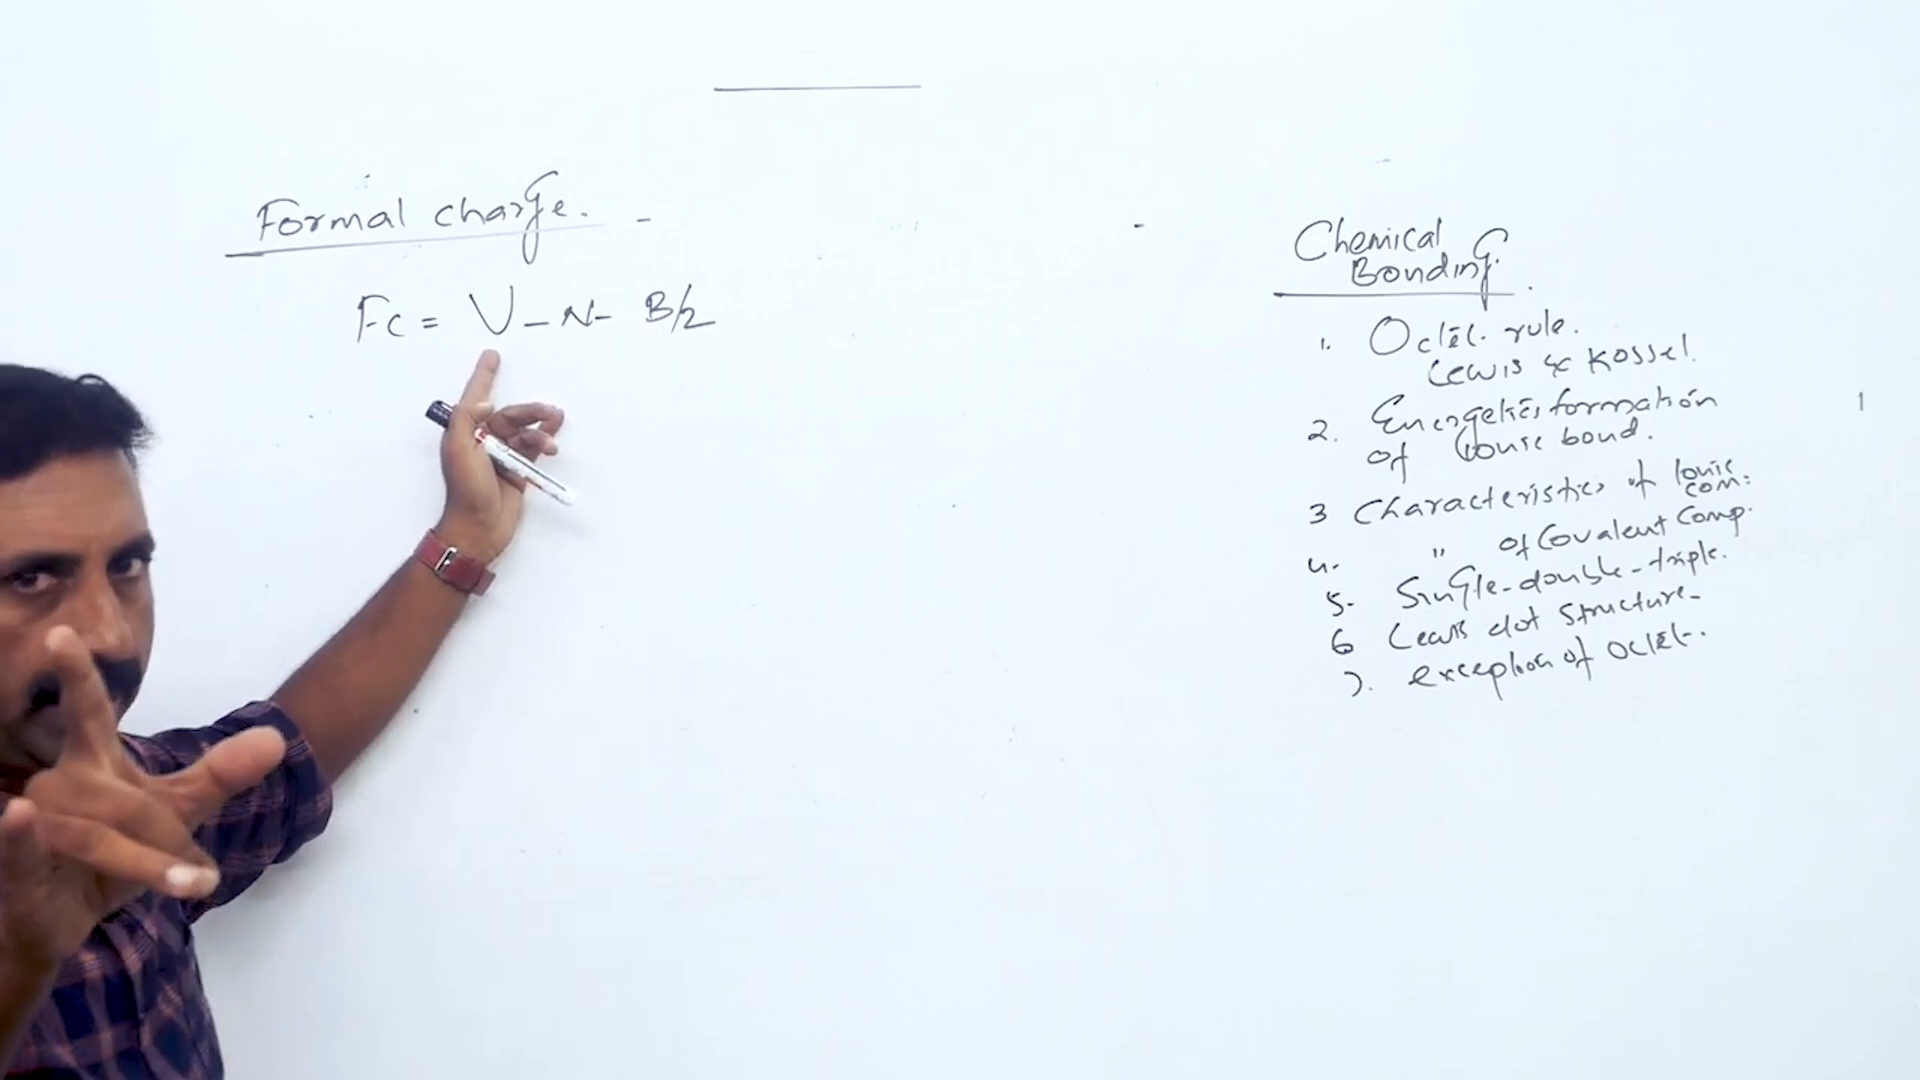 Formal charge.
Fc = V - N - B/2
Chemical
Bonding.
1. Octet rule.
Lewis & Kossel.
2. Energetics formation
of Ionic bond.
3 Characteristics of Ionic
com:
4. " of Covalent Comp.
5. Single-double-triple.
6 Lewis dot structure-
7. exception of octet.